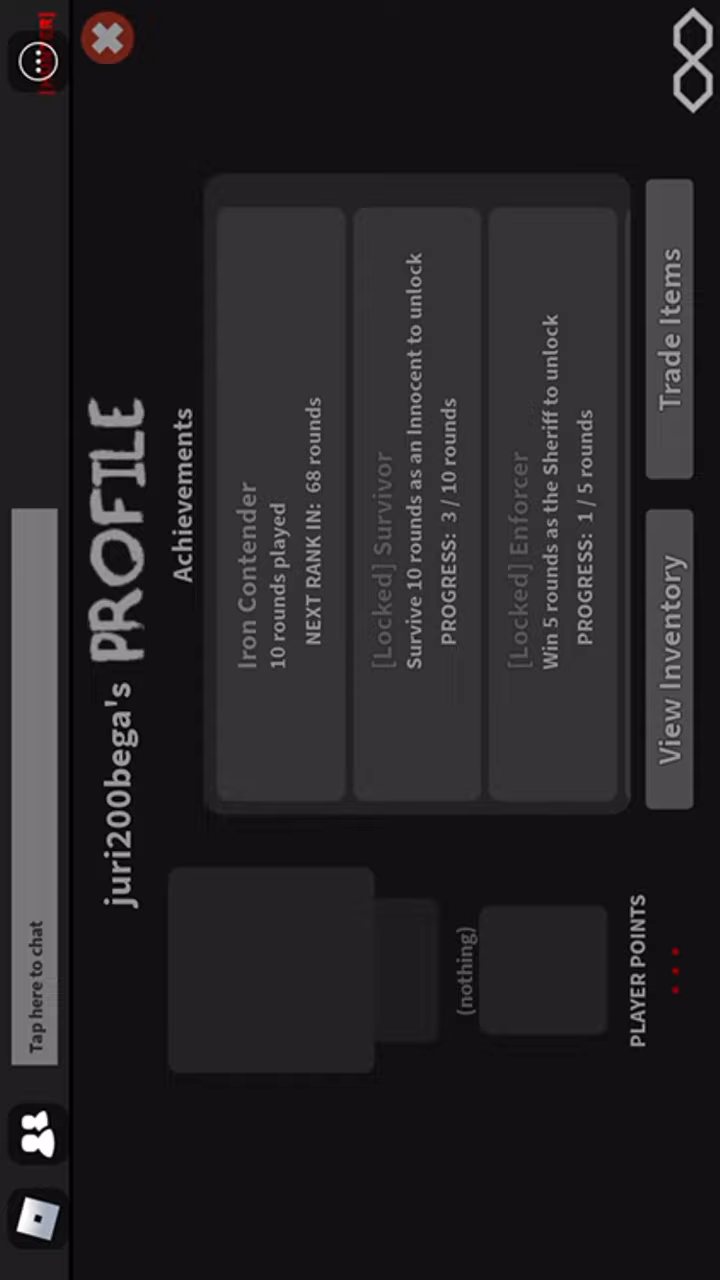 Tap here to chat
juri200bega's PROFILE
Achievements
Iron Contender
10 rounds played
NEXT RANK IN: 68 rounds
[Locked] Survivor
Survive 10 rounds as an Innocent to unlock
PROGRESS: 3 / 10 rounds
[Locked] Enforcer
Win 5 rounds as the Sheriff to unlock
PROGRESS: 1 / 5 rounds
(nothing)
PLAYER POINTS
...
View Inventory
Trade Items